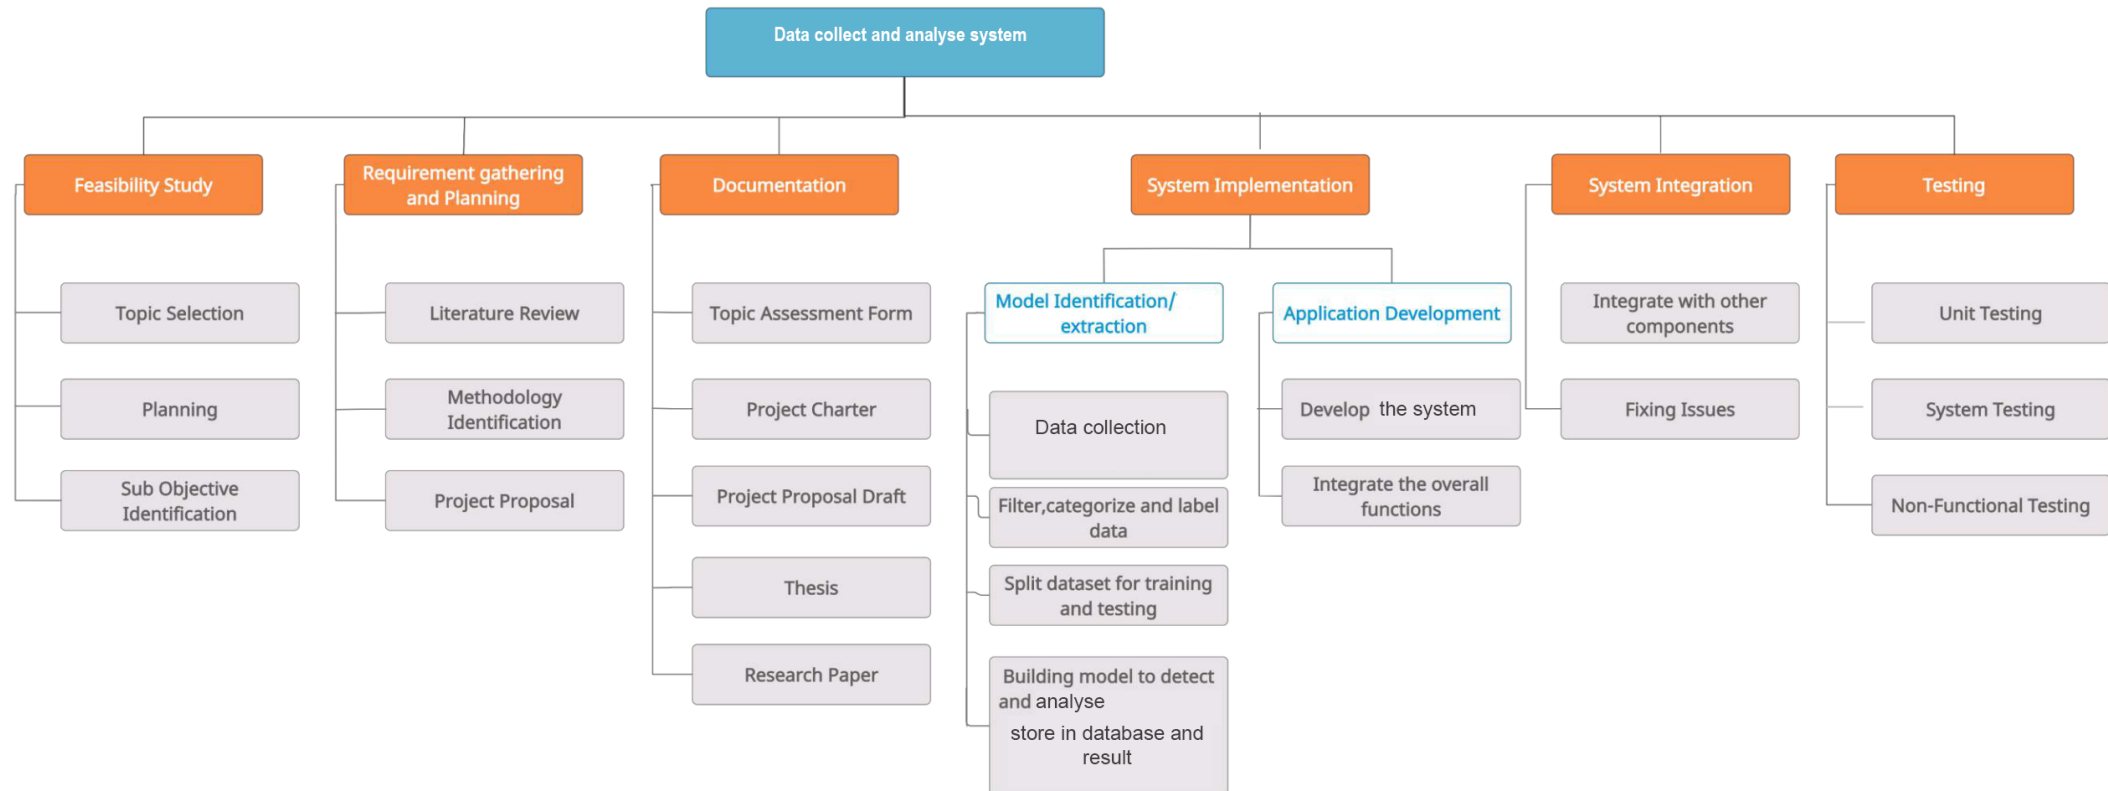 Data collect and analyse system
Feasibility Study
Requirement gathering
and Planning
Documentation
System Implementation
System Integration
Testing
Topic Selection
Planning
Sub Objective
Identification
Literature Review
Methodology
Identification
Project Proposal
Topic Assessment Form
Project Charter
Project Proposal Draft
Thesis
Research Paper
Model Identification/
extraction
Data collection
Filter,categorize and label
data
Split dataset for training
and testing
Building model to detect
and analyse
store in database and
result
Application Development
Develop the system
Integrate the overall
functions
Integrate with other
components
Fixing Issues
Unit Testing
System Testing
Non-Functional Testing